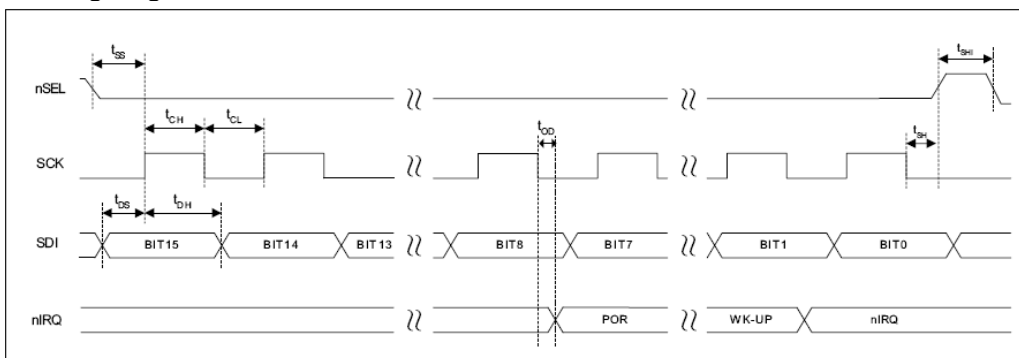 tSS
tSHI
nSEL
tCH
tCL
tOD
tSH
SCK
tDS
tDH
SDI
BIT15
BIT14
BIT13
BIT8
BIT7
BIT1
BIT0
nIRQ
POR
WK-UP
nIRQ